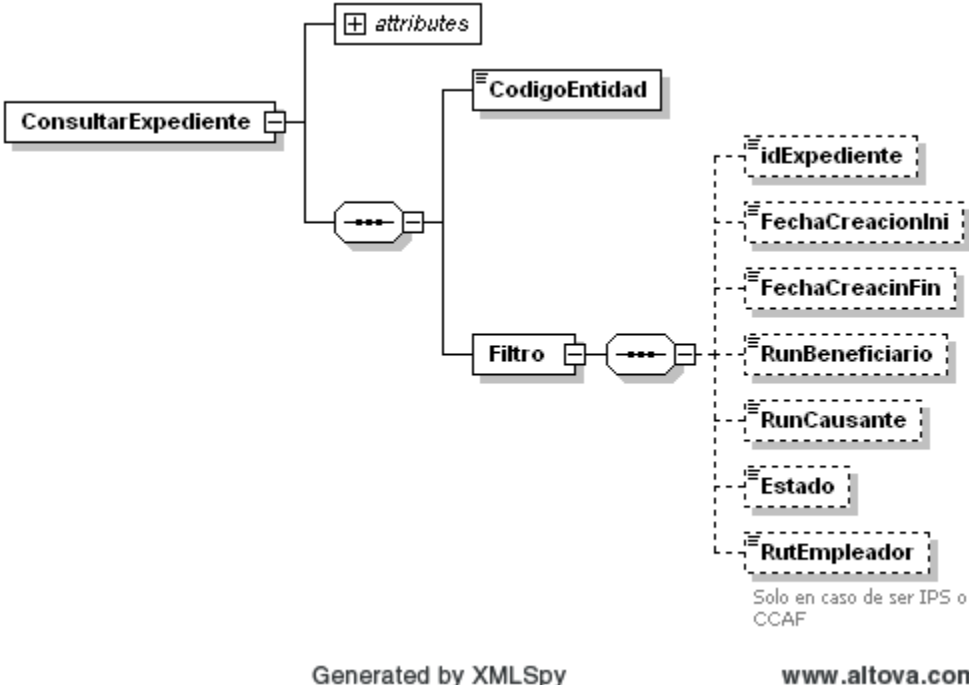 attributes
CodigoEntidad
ConsultarExpediente
idExpediente
FechaCreacionIni
FechaCreacinFin
Filtro
RunBeneficiario
RunCausante
Estado
RutEmpleador
Solo en caso de ser IPS o
CCAF
Generated by XMLSpy
www.altova.com